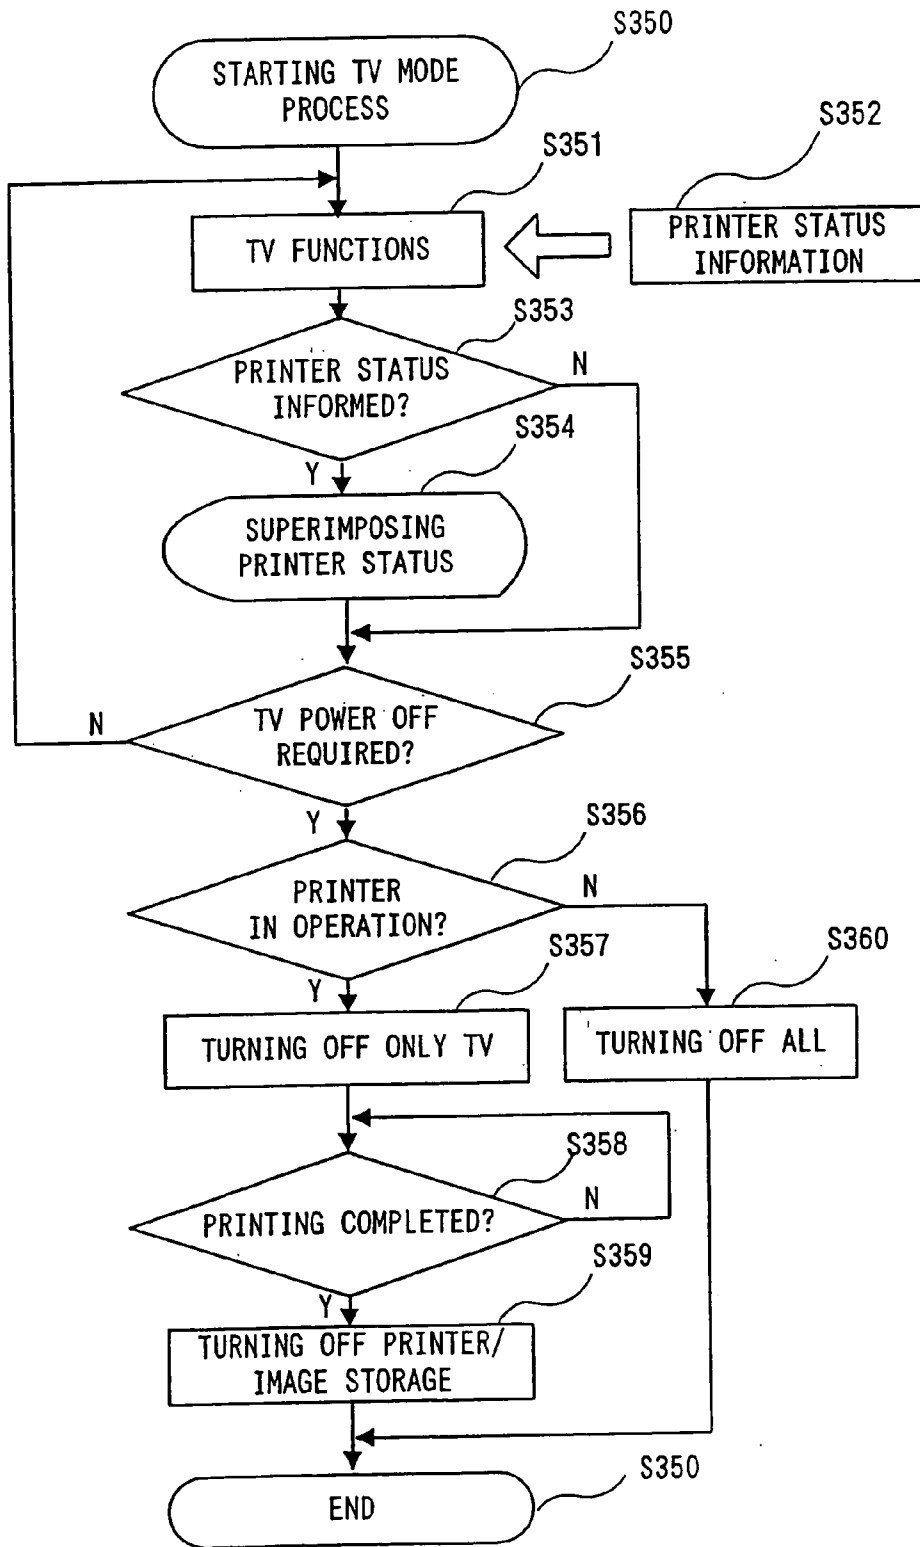 S350
STARTING TV MODE
PROCESS
S351
S352
TV FUNCTIONS
PRINTER STATUS
INFORMATION
S353
PRINTER STATUS
INFORMED?
N
S354
Y
SUPERIMPOSING
PRINTER STATUS
S355
N
TV POWER OFF
REQUIRED?
Y
S356
PRINTER
IN OPERATION?
N
S357
S360
Y
TURNING OFF ONLY TV
TURNING OFF ALL
S358
PRINTING COMPLETED?
N
S359
Y
TURNING OFF PRINTER/
IMAGE STORAGE
S350
END